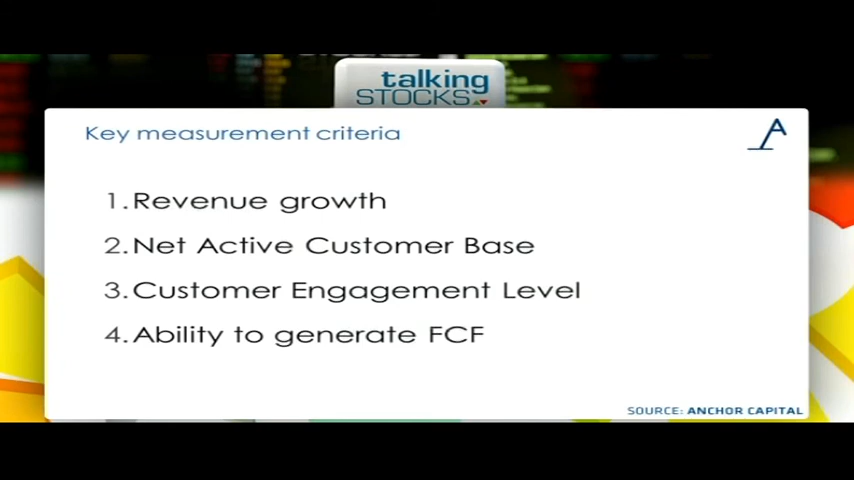 talking
STOCKS
Key measurement criteria
1. Revenue growth
2. Net Active Customer Base
3. Customer Engagement Level
4. Ability to generate FCF
SOURCE: ANCHOR CAPITAL